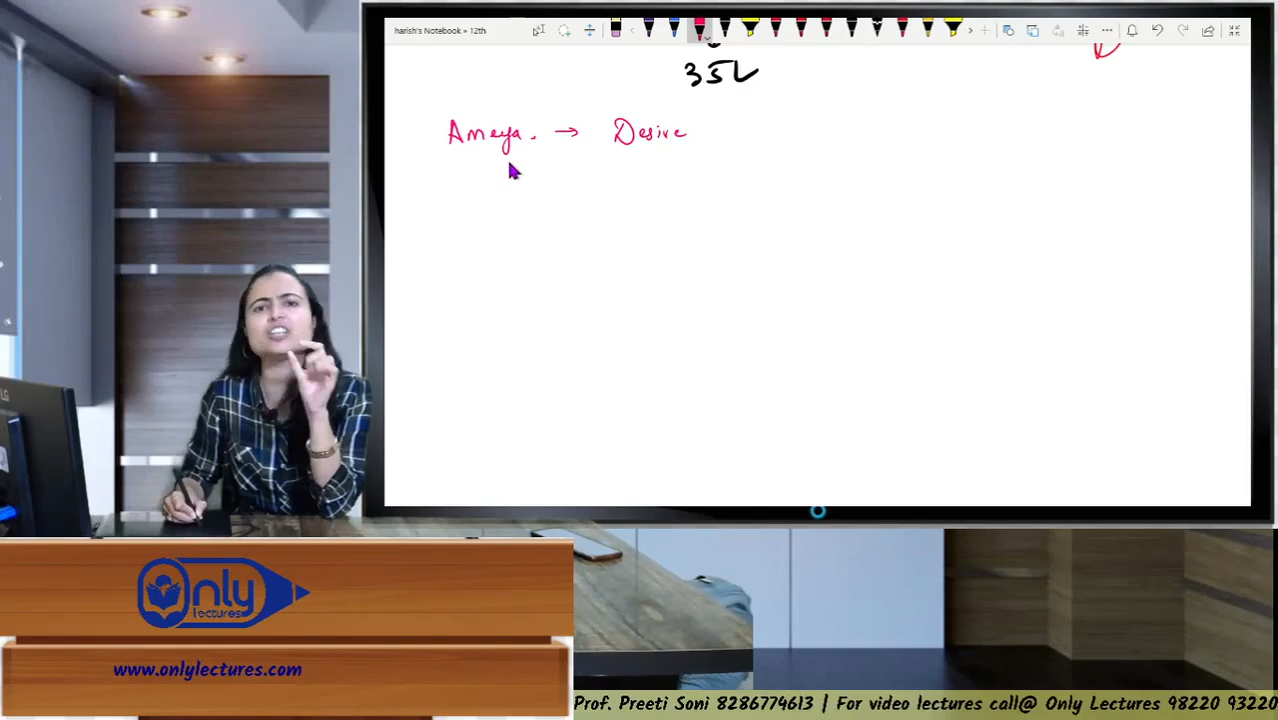 harish's Notebook » 12th
35L
Ameya. → Desire
LG
Only
lectures
www.onlylectures.com
Prof. Preeti Soni 8286774613 | For video lectures call@ Only Lectures 98220 93220